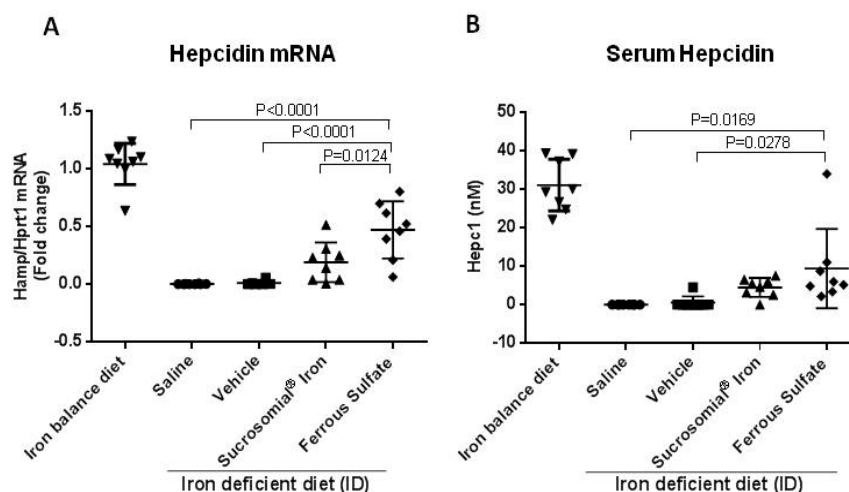 A
Hepcidin mRNA
Hamp/Hprt1 mRNA
(Fold change)
1.5
1.0
0.5
0.0
-0.5
P<0.0001
P<0.0001
P=0.0124
Iron balance diet
Saline
Vehicle
Sucrosomial® Iron
Ferrous Sulfate
Iron deficient diet (ID)
B
Serum Hepcidin
Hepc1 (nM)
50
40
30
20
10
0
-10
P=0.0169
P=0.0278
Iron balance diet
Saline
Vehicle
Sucrosomial® Iron
Ferrous Sulfate
Iron deficient diet (ID)